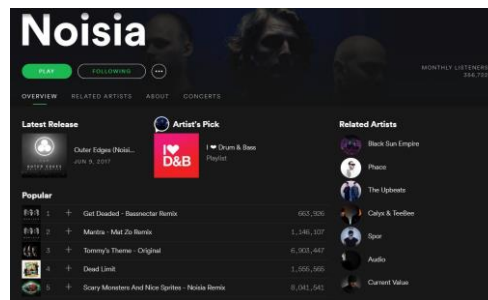 Noisia
PLAY
FOLLOWING
MONTHLY LISTENERS
OVERVIEW RELATED ARTISTS ABOUT CONCERTS
Latest Release
Outer Edges (Noisi...
JUN 9, 2017
Artist's Pick
I ❤ D&B
I ❤ Drum & Bass
Playlist
Related Artists
Black Sun Empire
Phace
The Upbeats
Calyx & TeeBee
Spor
Audio
Current Value
Popular
1 + Get Deaded - Bassnectar Remix 663,926
2 + Mantra - Mat Zo Remix 1,146,107
3 + Tommy's Theme - Original 6,903,447
4 + Dead Limit 1,555,565
5 + Scary Monsters And Nice Sprites - Noisia Remix 8,041,541